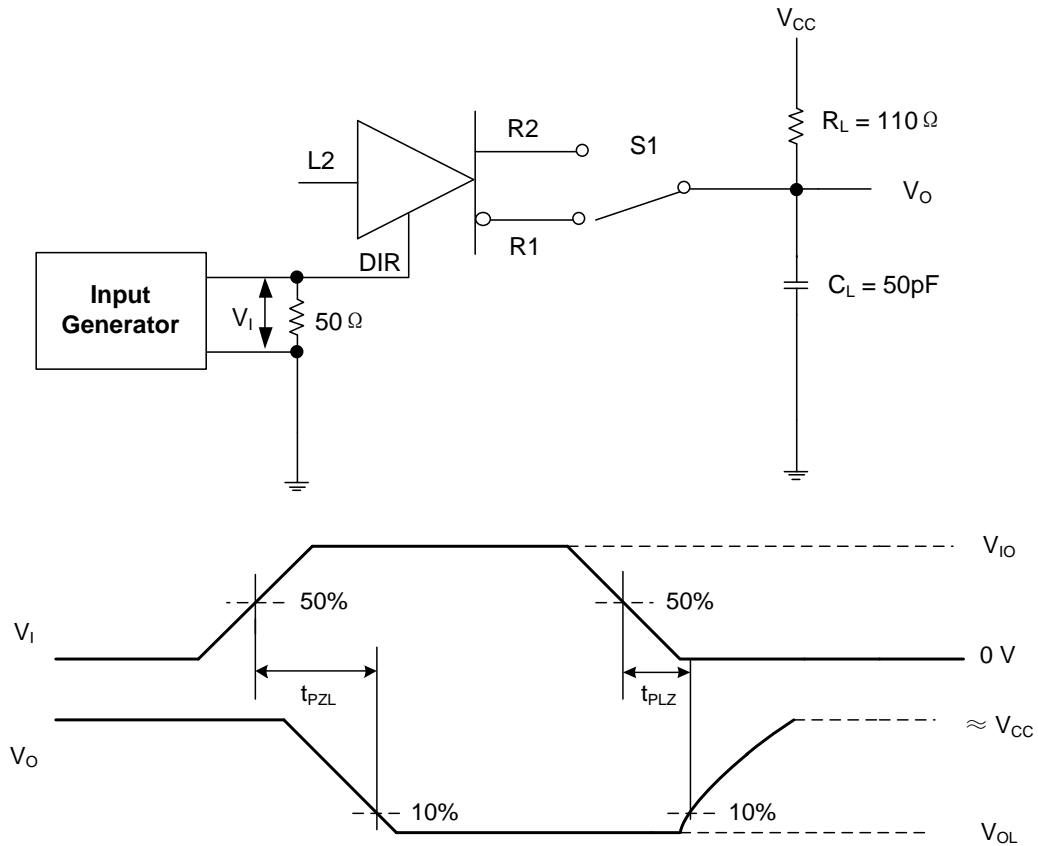 VCC
RL = 110 Ω
R2
S1
L2
VO
R1
DIR
CL = 50pF
Input
Generator
VI
50 Ω
VIO
50%
50%
VI
0 V
tPZL
tPLZ
≈ VCC
VO
10%
10%
VOL